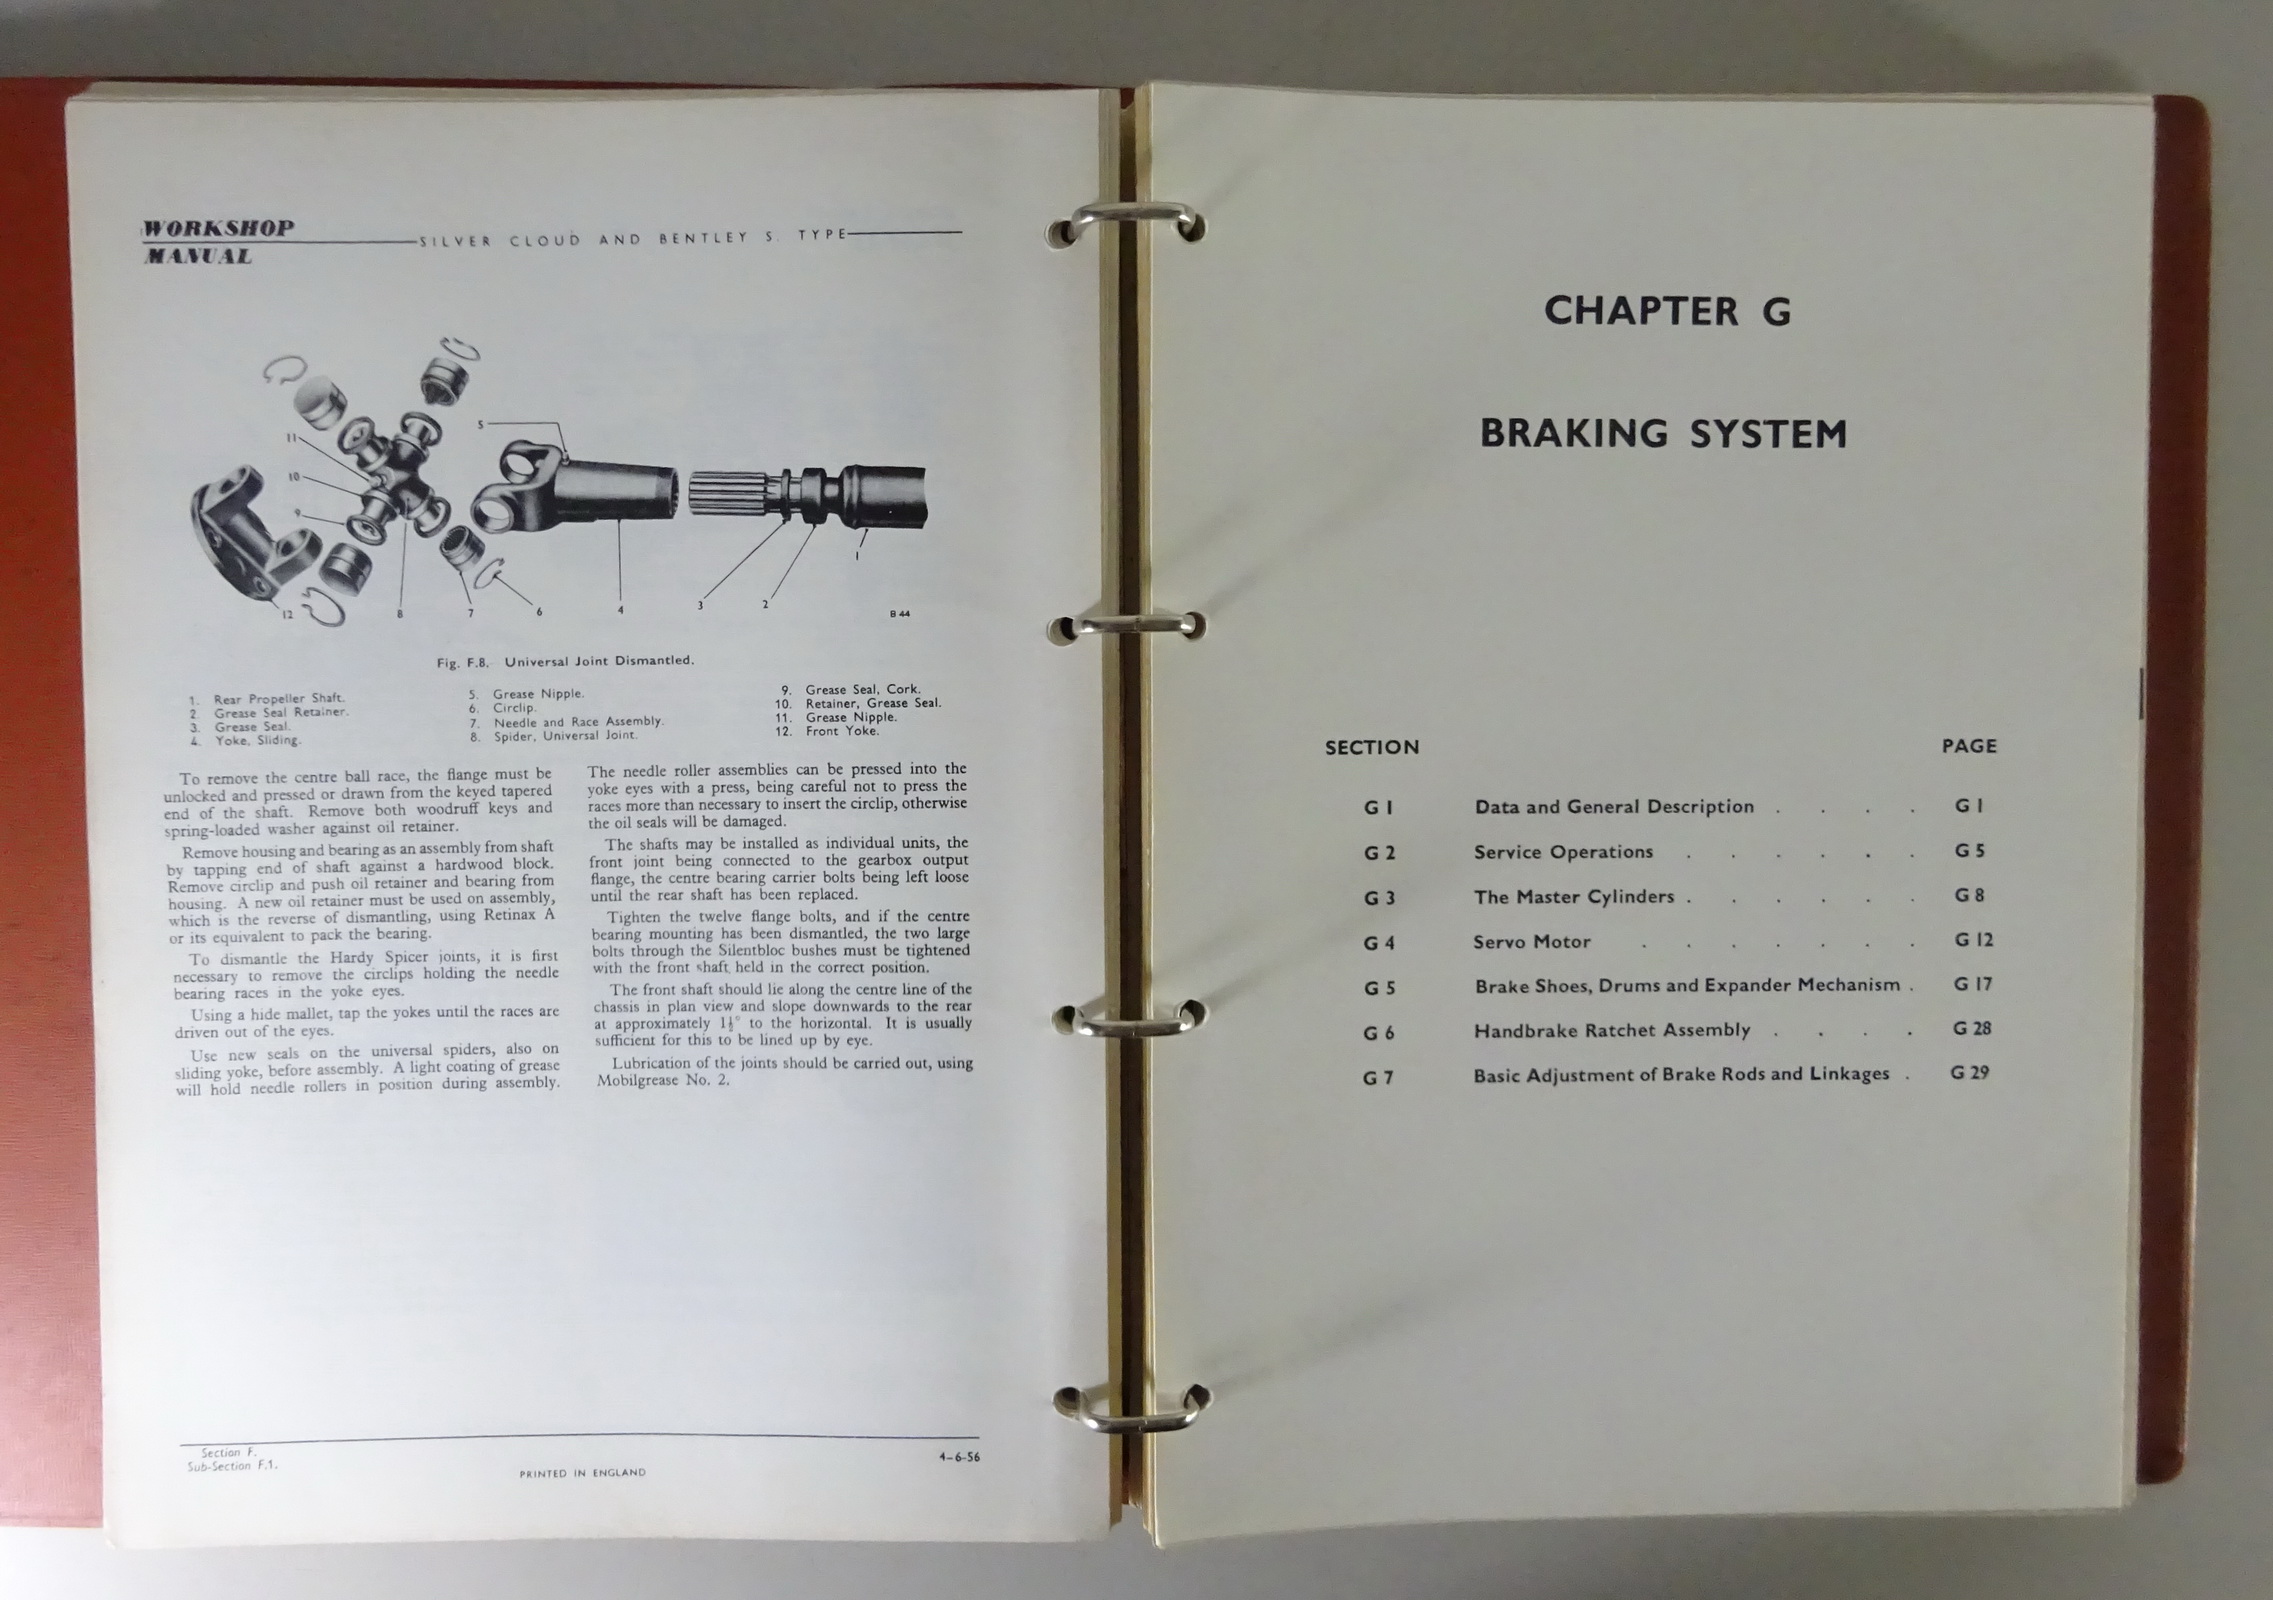 WORKSHOP
MANUAL
SILVER CLOUD AND BENTLEY S. TYPE
5
11
10
9
1
12
8
7
6
4
3
2
B 44
Fig. F.8. Universal Joint Dismantled.
1. Rear Propeller Shaft.
2. Grease Seal Retainer.
3. Grease Seal.
4. Yoke, Sliding.
5. Grease Nipple.
6. Circlip.
7. Needle and Race Assembly.
8. Spider, Universal Joint.
9. Grease Seal, Cork.
10. Retainer, Grease Seal.
11. Grease Nipple.
12. Front Yoke.
To remove the centre ball race, the flange must be
unlocked and pressed or drawn from the keyed tapered
end of the shaft. Remove both woodruff keys and
spring-loaded washer against oil retainer.
Remove housing and bearing as an assembly from shaft
by tapping end of shaft against a hardwood block.
Remove circlip and push oil retainer and bearing from
housing. A new oil retainer must be used on assembly,
which is the reverse of dismantling, using Retinax A
or its equivalent to pack the bearing.
To dismantle the Hardy Spicer joints, it is first
necessary to remove the circlips holding the needle
bearing races in the yoke eyes.
Using a hide mallet, tap the yokes until the races are
driven out of the eyes.
Use new seals on the universal spiders, also on
sliding yoke, before assembly. A light coating of grease
will hold needle rollers in position during assembly.
The needle roller assemblies can be pressed into the
yoke eyes with a press, being careful not to press the
races more than necessary to insert the circlip, otherwise
the oil seals will be damaged.
The shafts may be installed as individual units, the
front joint being connected to the gearbox output
flange, the centre bearing carrier bolts being left loose
until the rear shaft has been replaced.
Tighten the twelve flange bolts, and if the centre
bearing mounting has been dismantled, the two large
bolts through the Silentbloc bushes must be tightened
with the front shaft held in the correct position.
The front shaft should lie along the centre line of the
chassis in plan view and slope downwards to the rear
at approximately to the horizontal. It is usually
sufficient for this to be lined up by eye.
Lubrication of the joints should be carried out, using
Mobilgrease No. 2.
Section F.
Sub-Section F.1.
PRINTED IN ENGLAND
4-6-56
CHAPTER G
BRAKING SYSTEM
SECTION PAGE
G 1 Data and General Description . . . . G 1
G 2 Service Operations . . . . . . G 5
G 3 The Master Cylinders . . . . . . G 8
G 4 Servo Motor . . . . . . . G 12
G 5 Brake Shoes, Drums and Expander Mechanism . G 17
G 6 Handbrake Ratchet Assembly . . . . G 28
G 7 Basic Adjustment of Brake Rods and Linkages . G 29